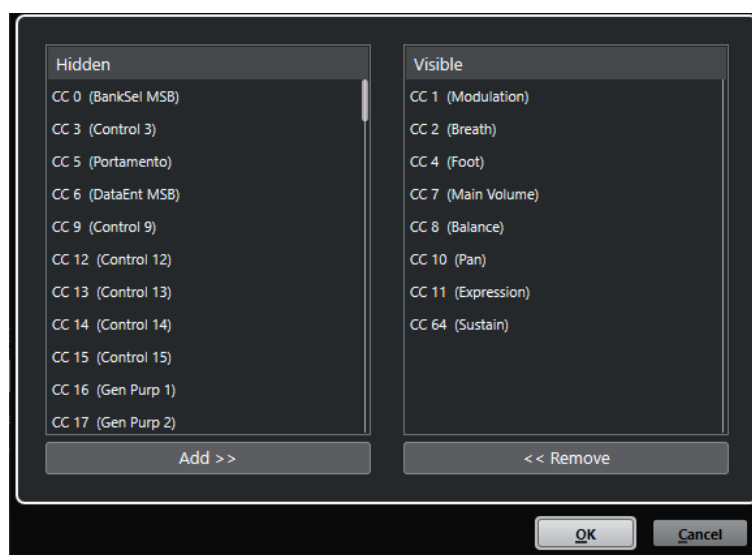 Hidden
CC 0 (BankSel MSB)
CC 3 (Control 3)
CC 5 (Portamento)
CC 6 (DataEnt MSB)
CC 9 (Control 9)
CC 12 (Control 12)
CC 13 (Control 13)
CC 14 (Control 14)
CC 15 (Control 15)
CC 16 (Gen Purp 1)
CC 17 (Gen Purp 2)
Add >>
Visible
CC 1 (Modulation)
CC 2 (Breath)
CC 4 (Foot)
CC 7 (Main Volume)
CC 8 (Balance)
CC 10 (Pan)
CC 11 (Expression)
CC 64 (Sustain)
<< Remove
OK
Cancel